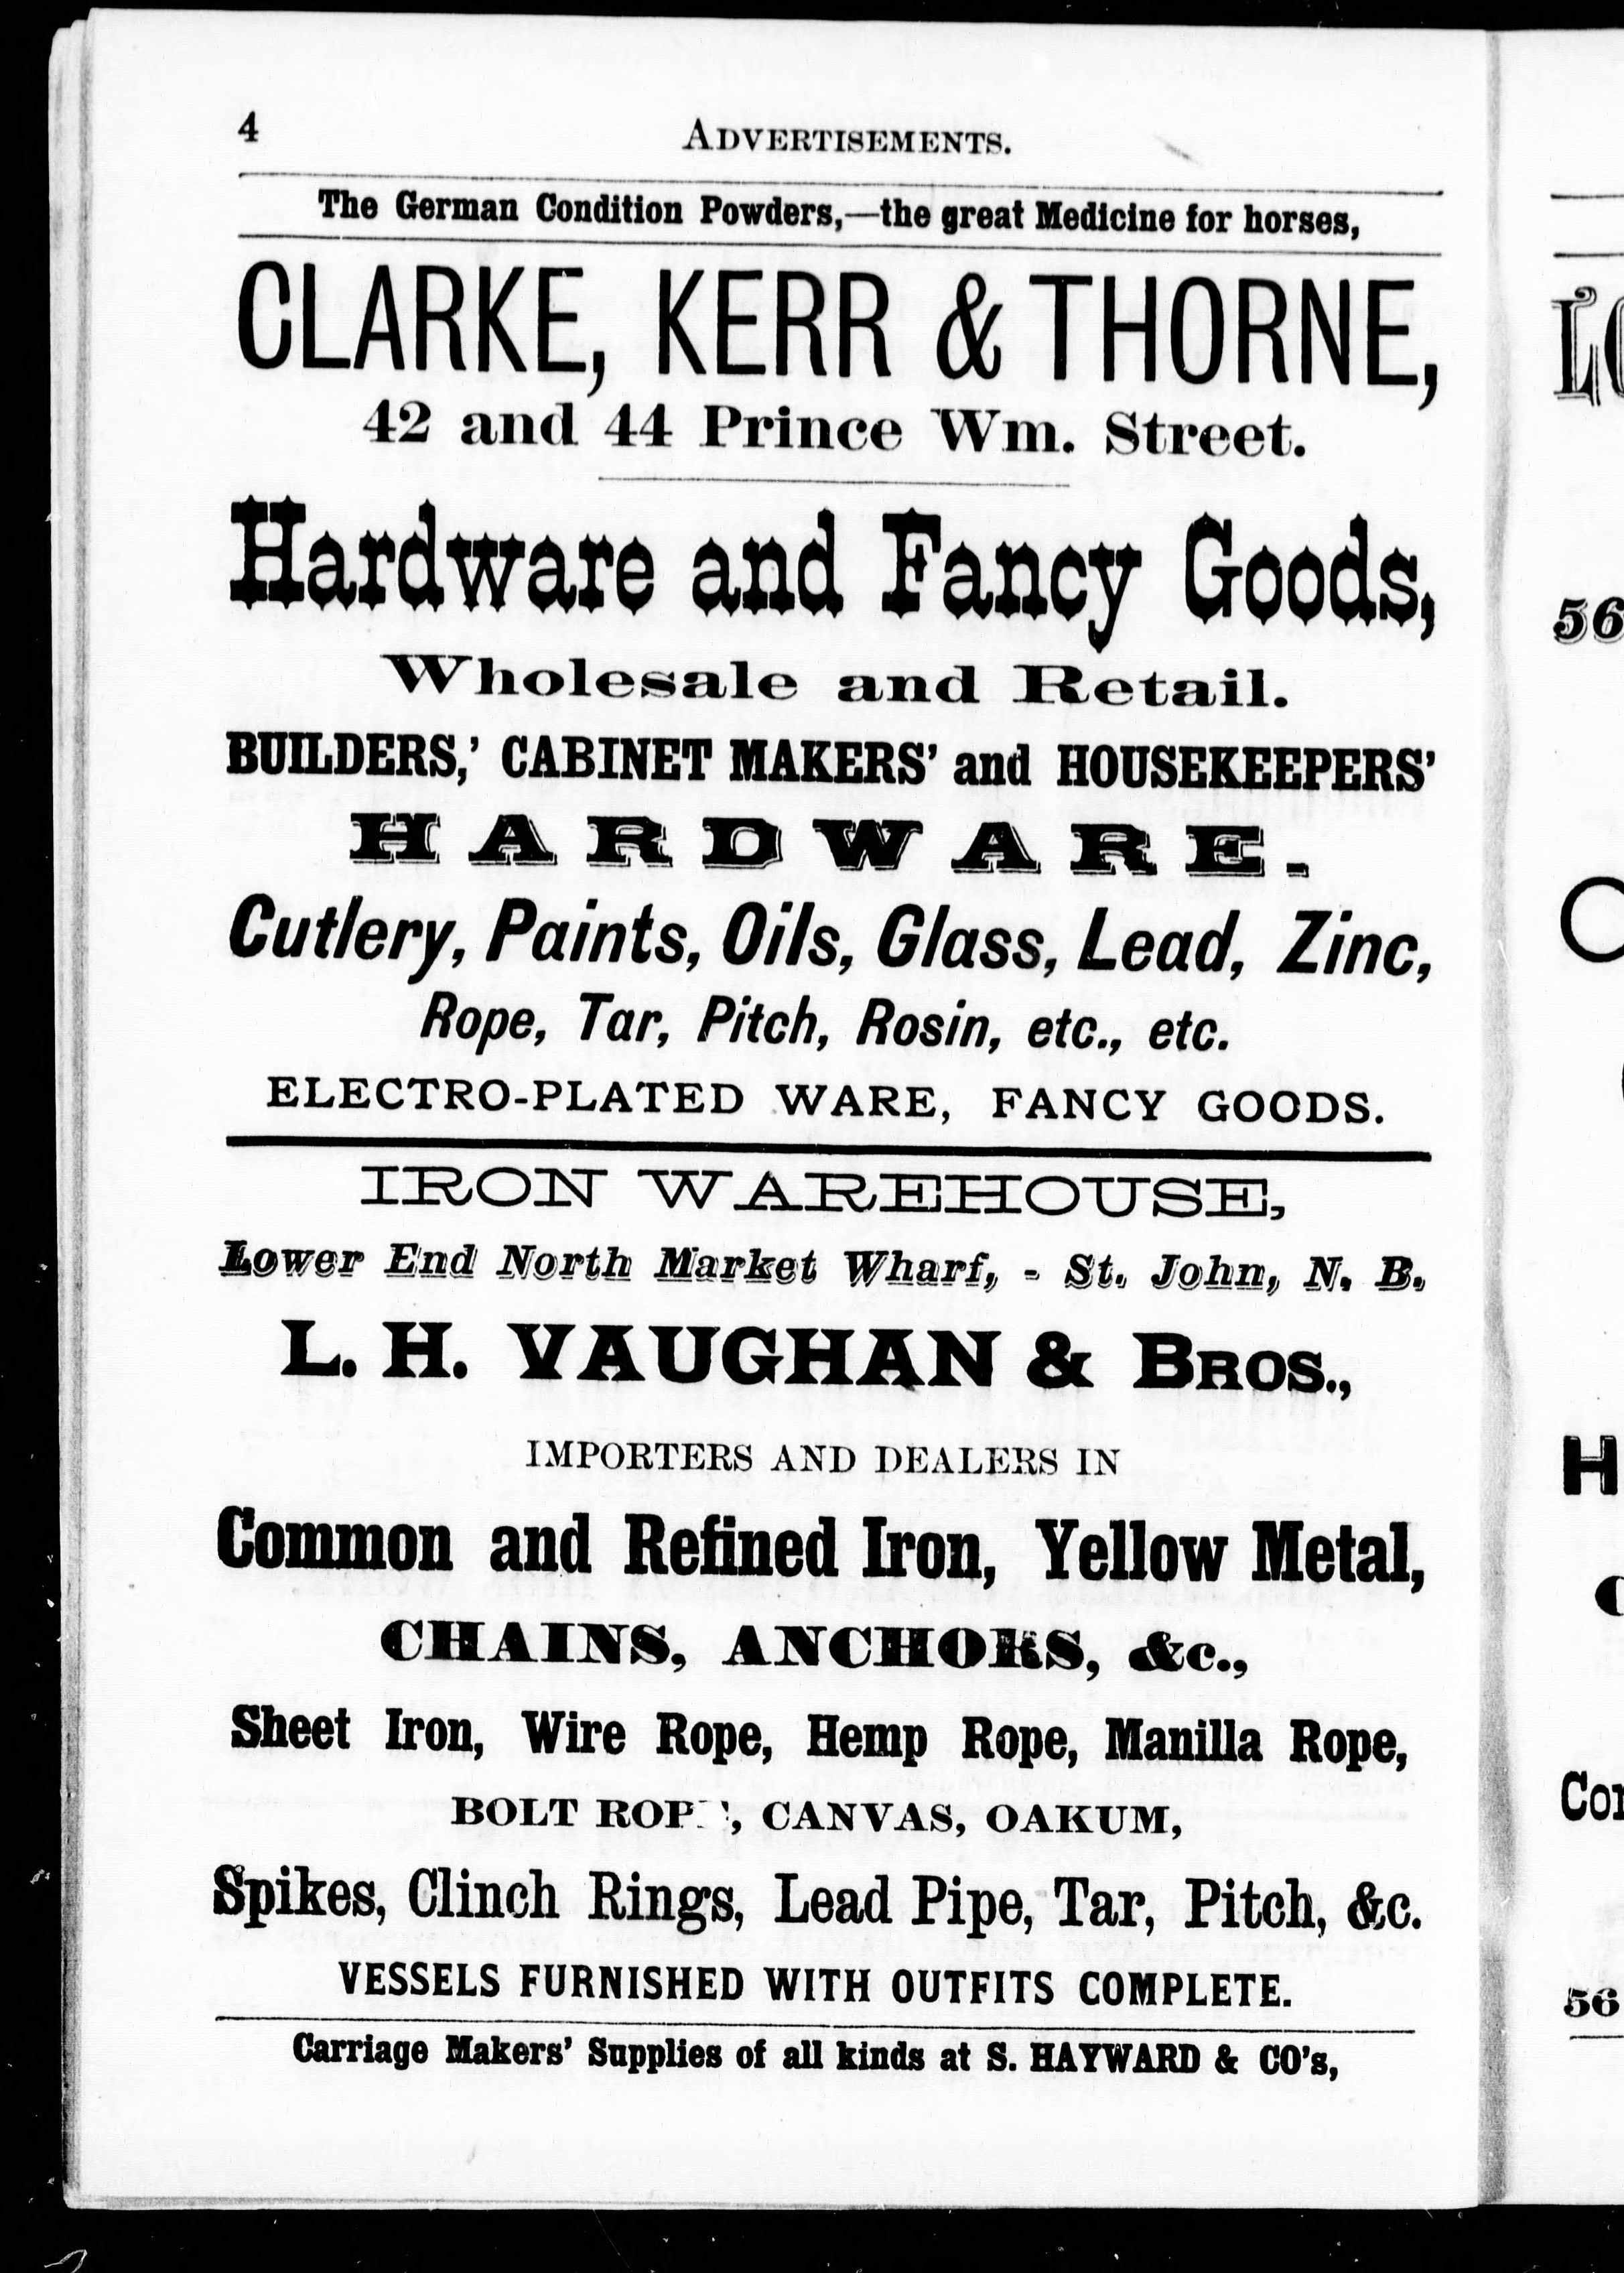 4
ADVERTISEMENTS.
The German Condition Powders,—the great Medicine for horses,
CLARKE, KERR & THORNE,
42 and 44 Prince Wm. Street.
Hardware and Fancy Goods,
Wholesale and Retail.
BUILDERS,' CABINET MAKERS' and HOUSEKEEPERS'
HARDWARE.
Cutlery, Paints, Oils, Glass, Lead, Zinc,
Rope, Tar, Pitch, Rosin, etc., etc.
ELECTRO-PLATED WARE, FANCY GOODS.
IRON WAREHOUSE,
Lower End North Market Wharf, - St. John, N. B.
L. H. VAUGHAN & BROS.,
IMPORTERS AND DEALERS IN
Common and Refined Iron, Yellow Metal,
CHAINS, ANCHORS, &c.,
Sheet Iron, Wire Rope, Hemp Rope, Manilla Rope,
BOLT ROPE, CANVAS, OAKUM,
Spikes, Clinch Rings, Lead Pipe, Tar, Pitch, &c.
VESSELS FURNISHED WITH OUTFITS COMPLETE.
Carriage Makers' Supplies of all kinds at S. HAYWARD & CO's,
56
56